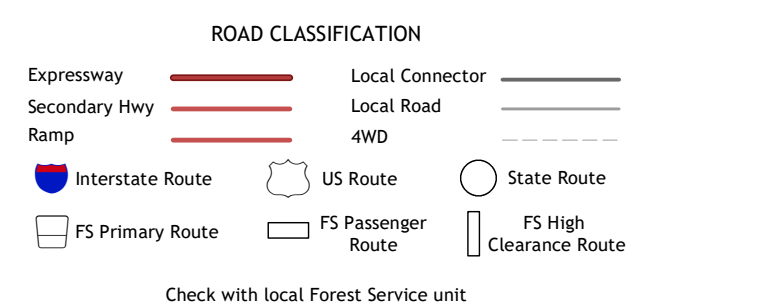 ROAD CLASSIFICATION
Expressway
Local Connector
Secondary Hwy
Local Road
Ramp
4WD
Interstate Route
US Route
State Route
FS Primary Route
FS Passenger
Route
FS High
Clearance Route
Check with local Forest Service unit